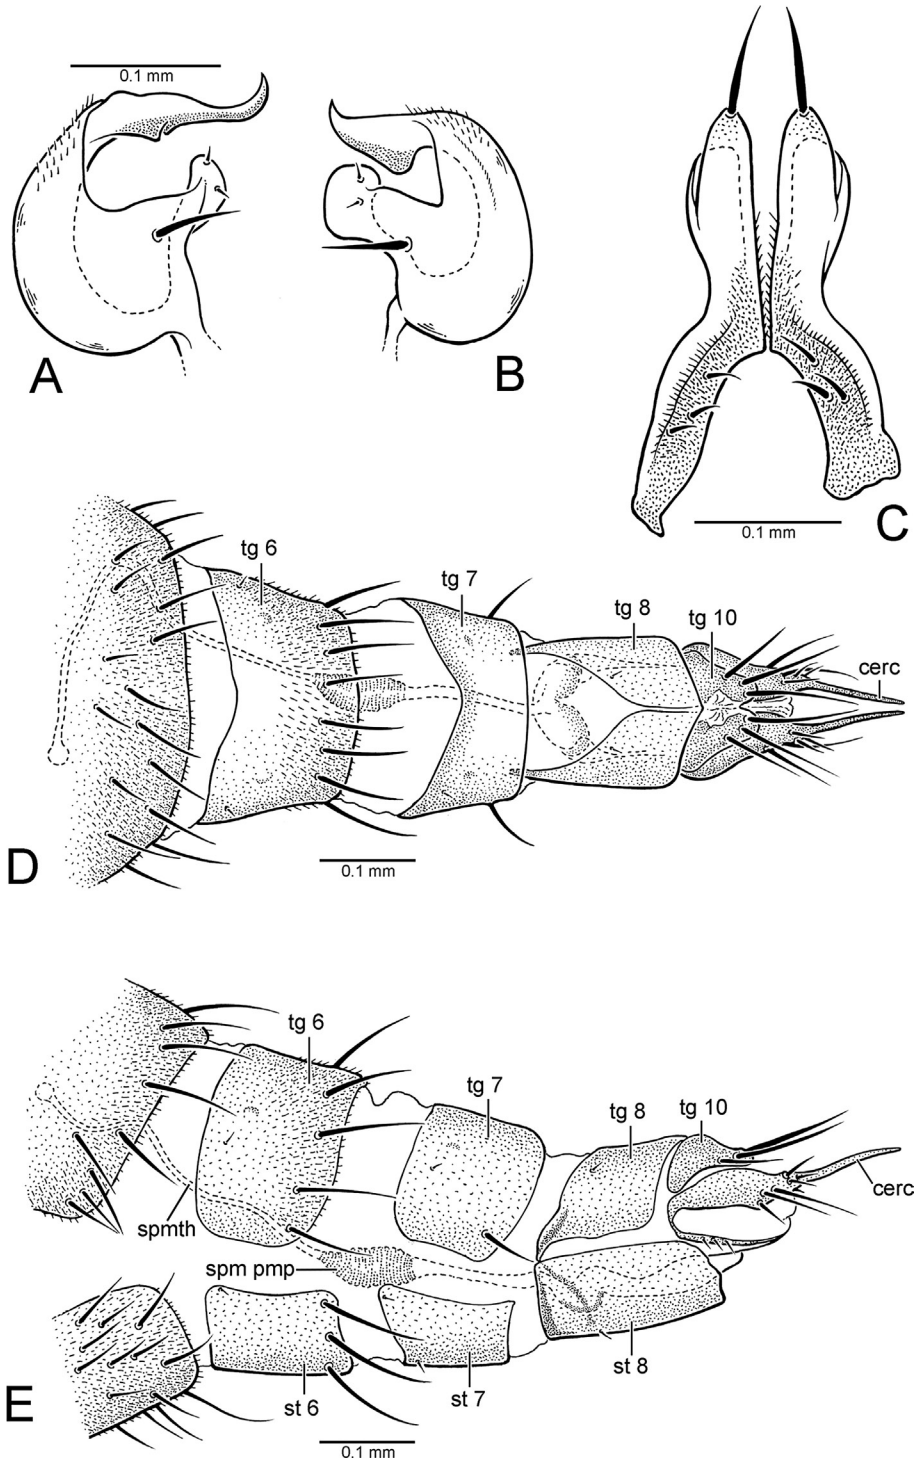 0.1 mm
A
B
0.1 mm
C
tg 6
tg 7
tg 8
tg 10
cerc
0.1 mm
D
tg 6
tg 7
tg 8
tg 10
cerc
spmth
spm pmp
st 6
st 7
st 8
0.1 mm
E